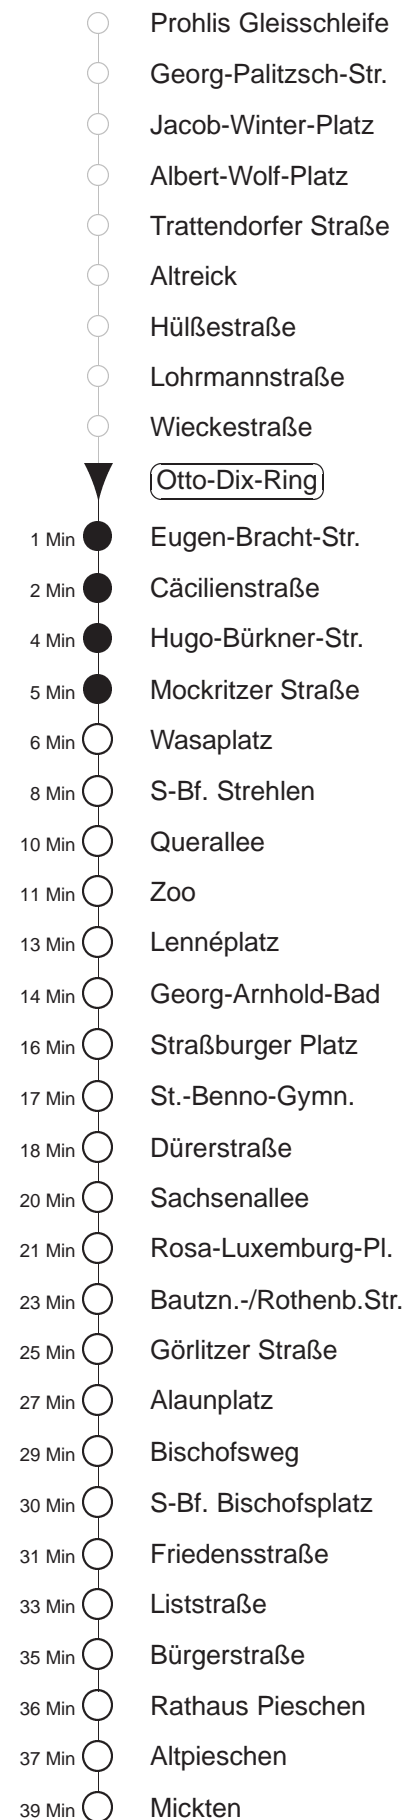 Prohlis Gleisschleife
Georg-Palitzsch-Str.
Jacob-Winter-Platz
Albert-Wolf-Platz
Trattendorfer Straße
Altreick
Hülßestraße
Lohrmannstraße
Wieckestraße
Otto-Dix-Ring
1 Min Eugen-Bracht-Str.
2 Min Cäcilienstraße
4 Min Hugo-Bürkner-Str.
5 Min Mockritzer Straße
6 Min Wasaplatz
8 Min S-Bf. Strehlen
10 Min Querallee
11 Min Zoo
13 Min Lennéplatz
14 Min Georg-Arnhold-Bad
16 Min Straßburger Platz
17 Min St.-Benno-Gymn.
18 Min Dürerstraße
20 Min Sachsenallee
21 Min Rosa-Luxemburg-Pl.
23 Min Bautzn.-/Rothenb.Str.
25 Min Görlitzer Straße
27 Min Alaunplatz
29 Min Bischofsweg
30 Min S-Bf. Bischofsplatz
31 Min Friedensstraße
33 Min Liststraße
35 Min Bürgerstraße
36 Min Rathaus Pieschen
37 Min Altpieschen
39 Min Mickten